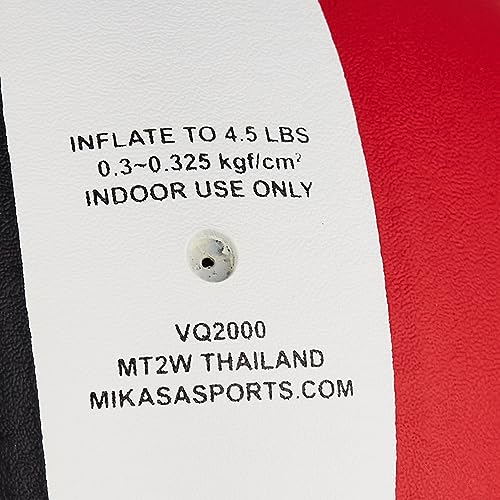 INFLATE TO 4.5 LBS
0.3~0.325 kgf/cm²
INDOOR USE ONLY
VQ2000
MT2W THAILAND
MIKASASPORTS.COM